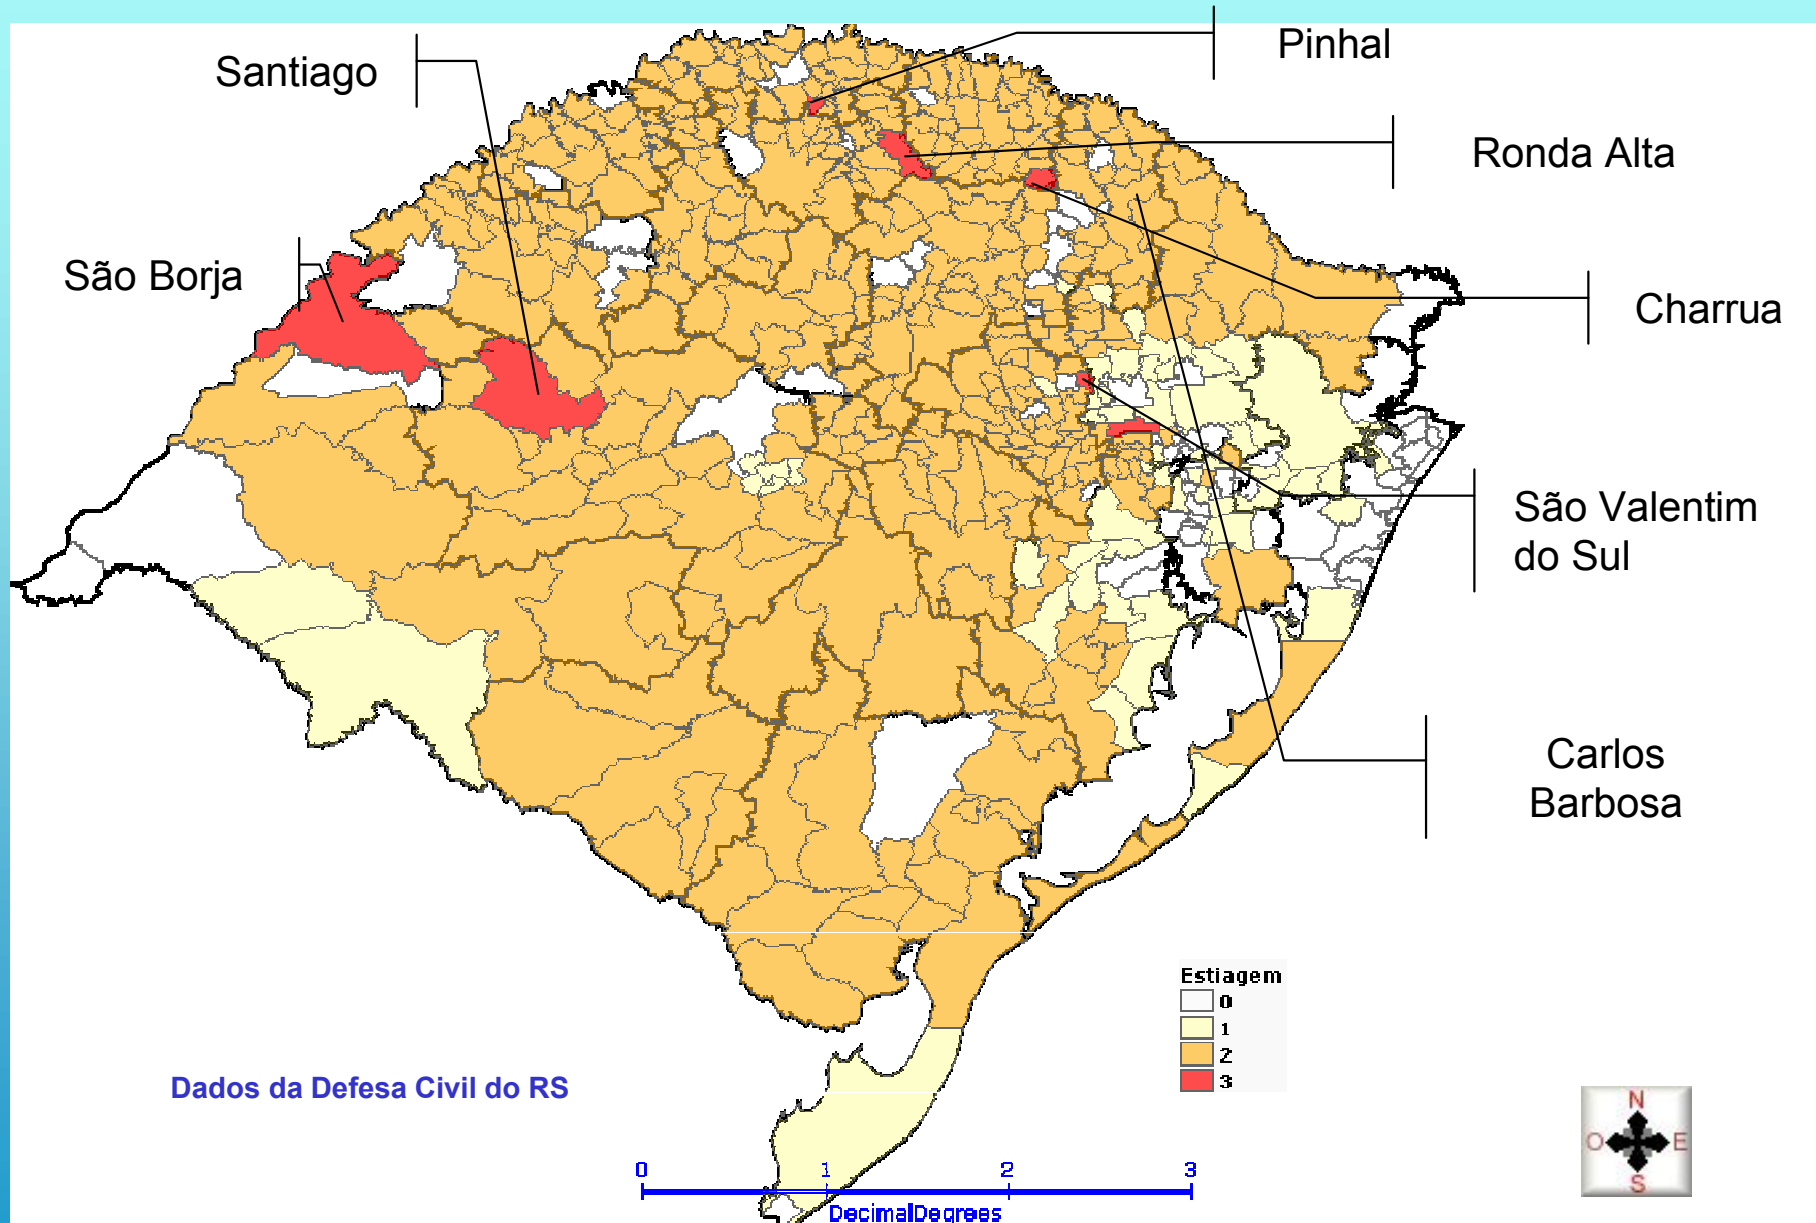 Pinhal
Santiago
Ronda Alta
São Borja
Charrua
São Valentim
do Sul
Carlos
Barbosa
Estiagem
0
1
2
3
Dados da Defesa Civil do RS
0 1 2 3
DecimalDegrees
N
O E
S